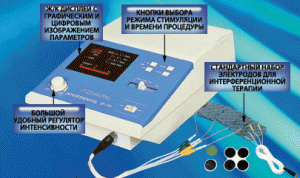 Ж/К ДИСПЛЕЙ С
ГРАФИЧЕСКИМ И
ЦИФРОВЫМ
ИЗОБРАЖЕНИЕМ
ПАРАМЕТРОВ
КНОПКИ ВЫБОРА
РЕЖИМА СТИМУЛЯЦИИ
И ВРЕМЕНИ ПРОЦЕДУРЫ
СТАНДАРТНЫЙ НАБОР
ЭЛЕКТРОДОВ ДЛЯ
ИНТЕРФЕРЕНЦИОННОЙ
ТЕРАПИИ
БОЛЬШОЙ
УДОБНЫЙ РЕГУЛЯТОР
ИНТЕНСИВНОСТИ